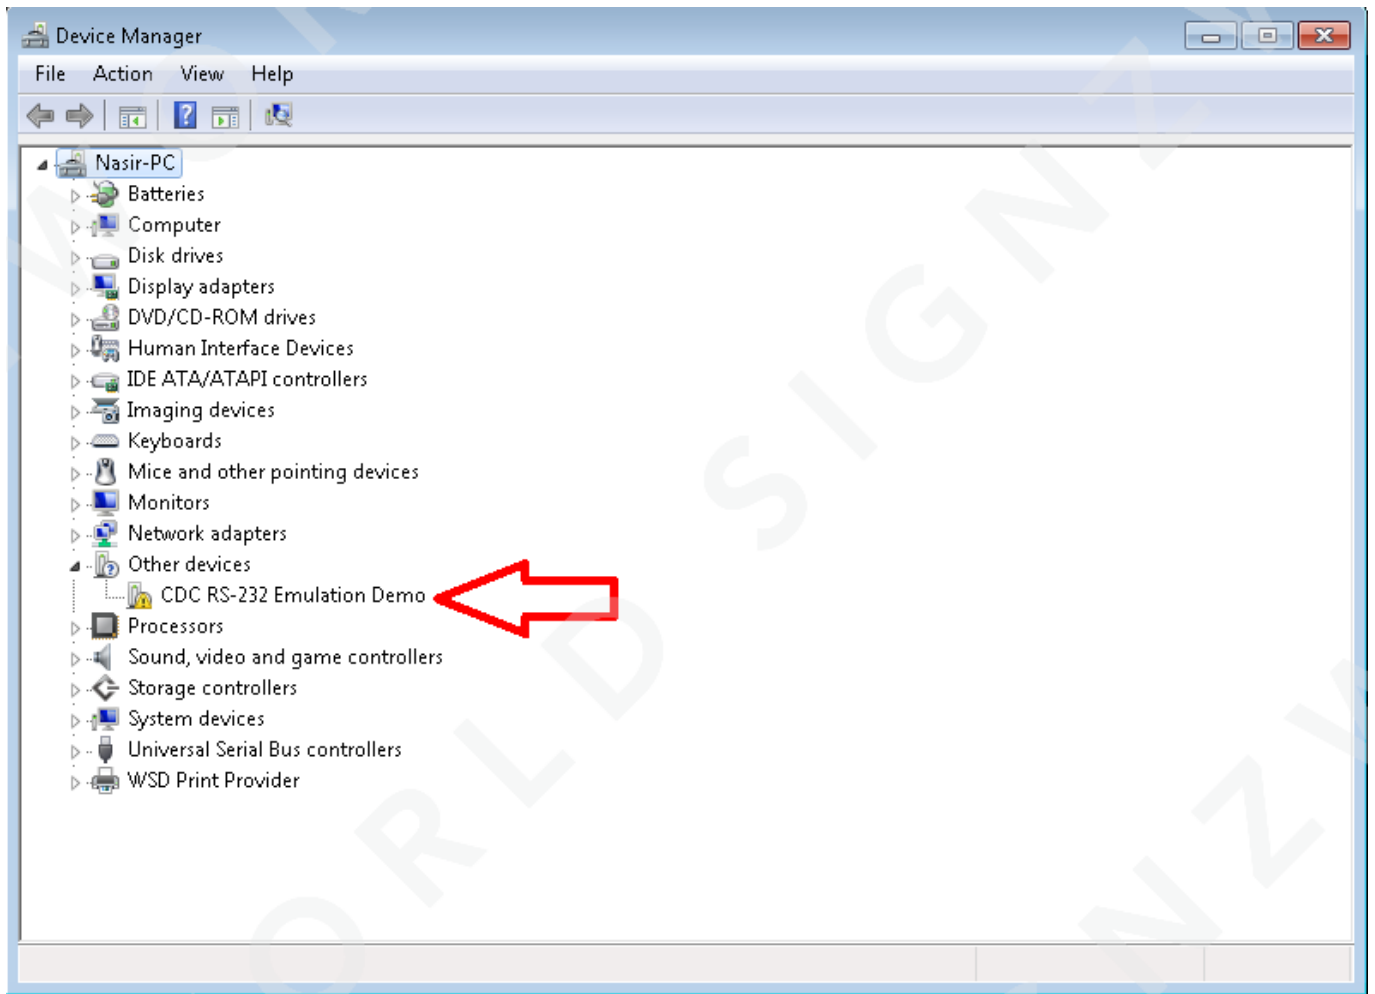 Device Manager
File Action View Help
Nasir-PC
Batteries
Computer
Disk drives
Display adapters
DVD/CD-ROM drives
Human Interface Devices
IDE ATA/ATAPI controllers
Imaging devices
Keyboards
Mice and other pointing devices
Monitors
Network adapters
Other devices
CDC RS-232 Emulation Demo
Processors
Sound, video and game controllers
Storage controllers
System devices
Universal Serial Bus controllers
WSD Print Provider
WORLD SIGNZ